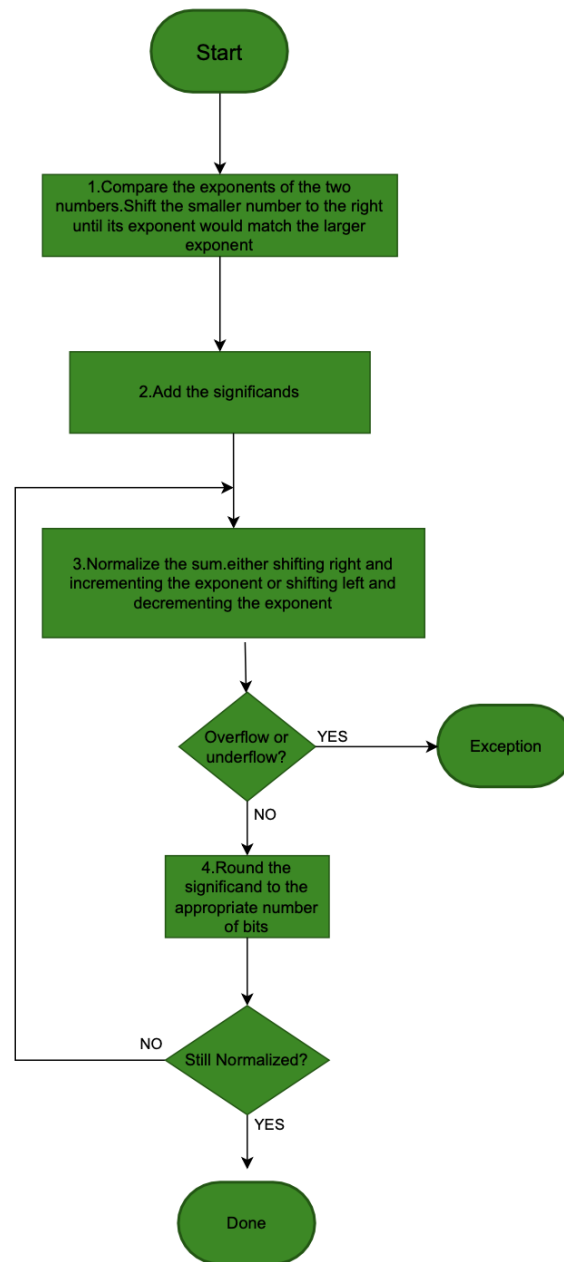 Start
1.Compare the exponents of the two
numbers.Shift the smaller number to the right
until its exponent would match the larger
exponent
2.Add the significands
3.Normalize the sum.either shifting right and
incrementing the exponent or shifting left and
decrementing the exponent
Overflow or
underflow?
YES
Exception
NO
4.Round the
significand to the
appropriate number
of bits
NO
Still Normalized?
YES
Done